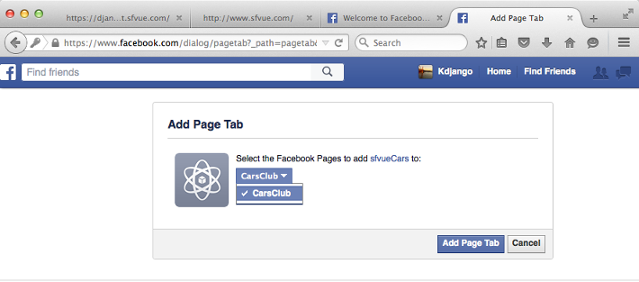 https://djan...t.sfvue.com/
http://www.sfvue.com/
Welcome to Faceboo...
Add Page Tab
https://www.facebook.com/dialog/pagetab?_path=pagetab
Search
Find friends
Kdjango
Home
Find Friends
Add Page Tab
Select the Facebook Pages to add sfvueCars to:
CarsClub
CarsClub
Add Page Tab
Cancel